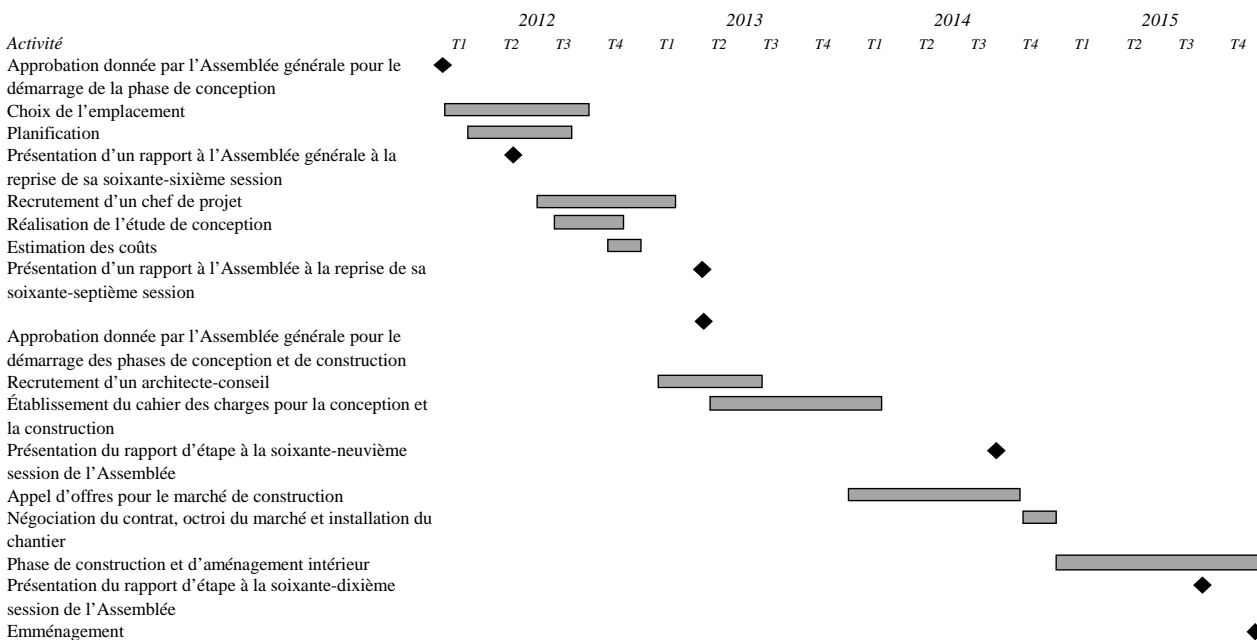 2012 2013 2014 2015
Activité T1 T2 T3 T4 T1 T2 T3 T4 T1 T2 T3 T4 T1 T2 T3 T4
Approbation donnée par l’Assemblée générale pour le
démarrage de la phase de conception
Choix de l’emplacement
Planification
Présentation d’un rapport à l’Assemblée générale à la
reprise de sa soixante-sixième session
Recrutement d’un chef de projet
Réalisation de l’étude de conception
Estimation des coûts
Présentation d’un rapport à l’Assemblée à la reprise de sa
soixante-septième session
Approbation donnée par l’Assemblée générale pour le
démarrage des phases de conception et de construction
Recrutement d’un architecte-conseil
Établissement du cahier des charges pour la conception et
la construction
Présentation du rapport d’étape à la soixante-neuvième
session de l’Assemblée
Appel d’offres pour le marché de construction
Négociation du contrat, octroi du marché et installation du
chantier
Phase de construction et d’aménagement intérieur
Présentation du rapport d’étape à la soixante-dixième
session de l’Assemblée
Emménagement